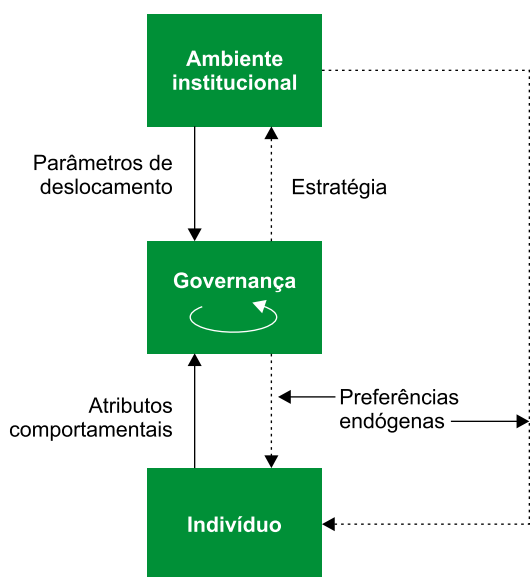 Ambiente
institucional
Parâmetros de
deslocamento
Estratégia
Governança
Atributos
comportamentais
Preferências
endógenas
Indivíduo